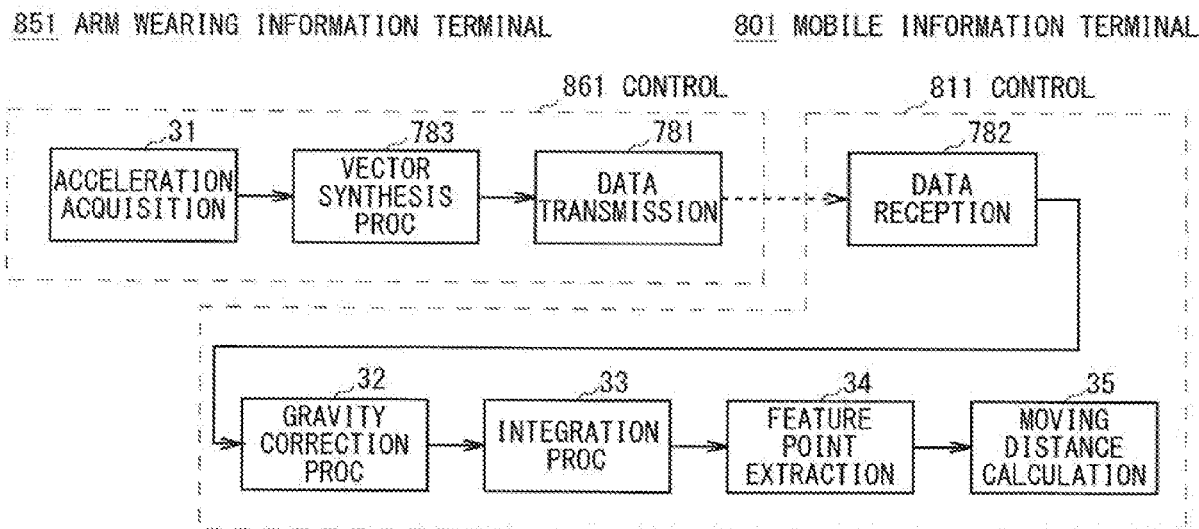 851 ARM WEARING INFORMATION TERMINAL
801 MOBILE INFORMATION TERMINAL
861 CONTROL
811 CONTROL
31
783
781
782
ACCELERATION
ACQUISITION
VECTOR
SYNTHESIS
PROC
DATA
TRANSMISSION
DATA
RECEPTION
32
33
34
35
GRAVITY
CORRECTION
PROC
INTEGRATION
PROC
FEATURE
POINT
EXTRACTION
MOVING
DISTANCE
CALCULATION